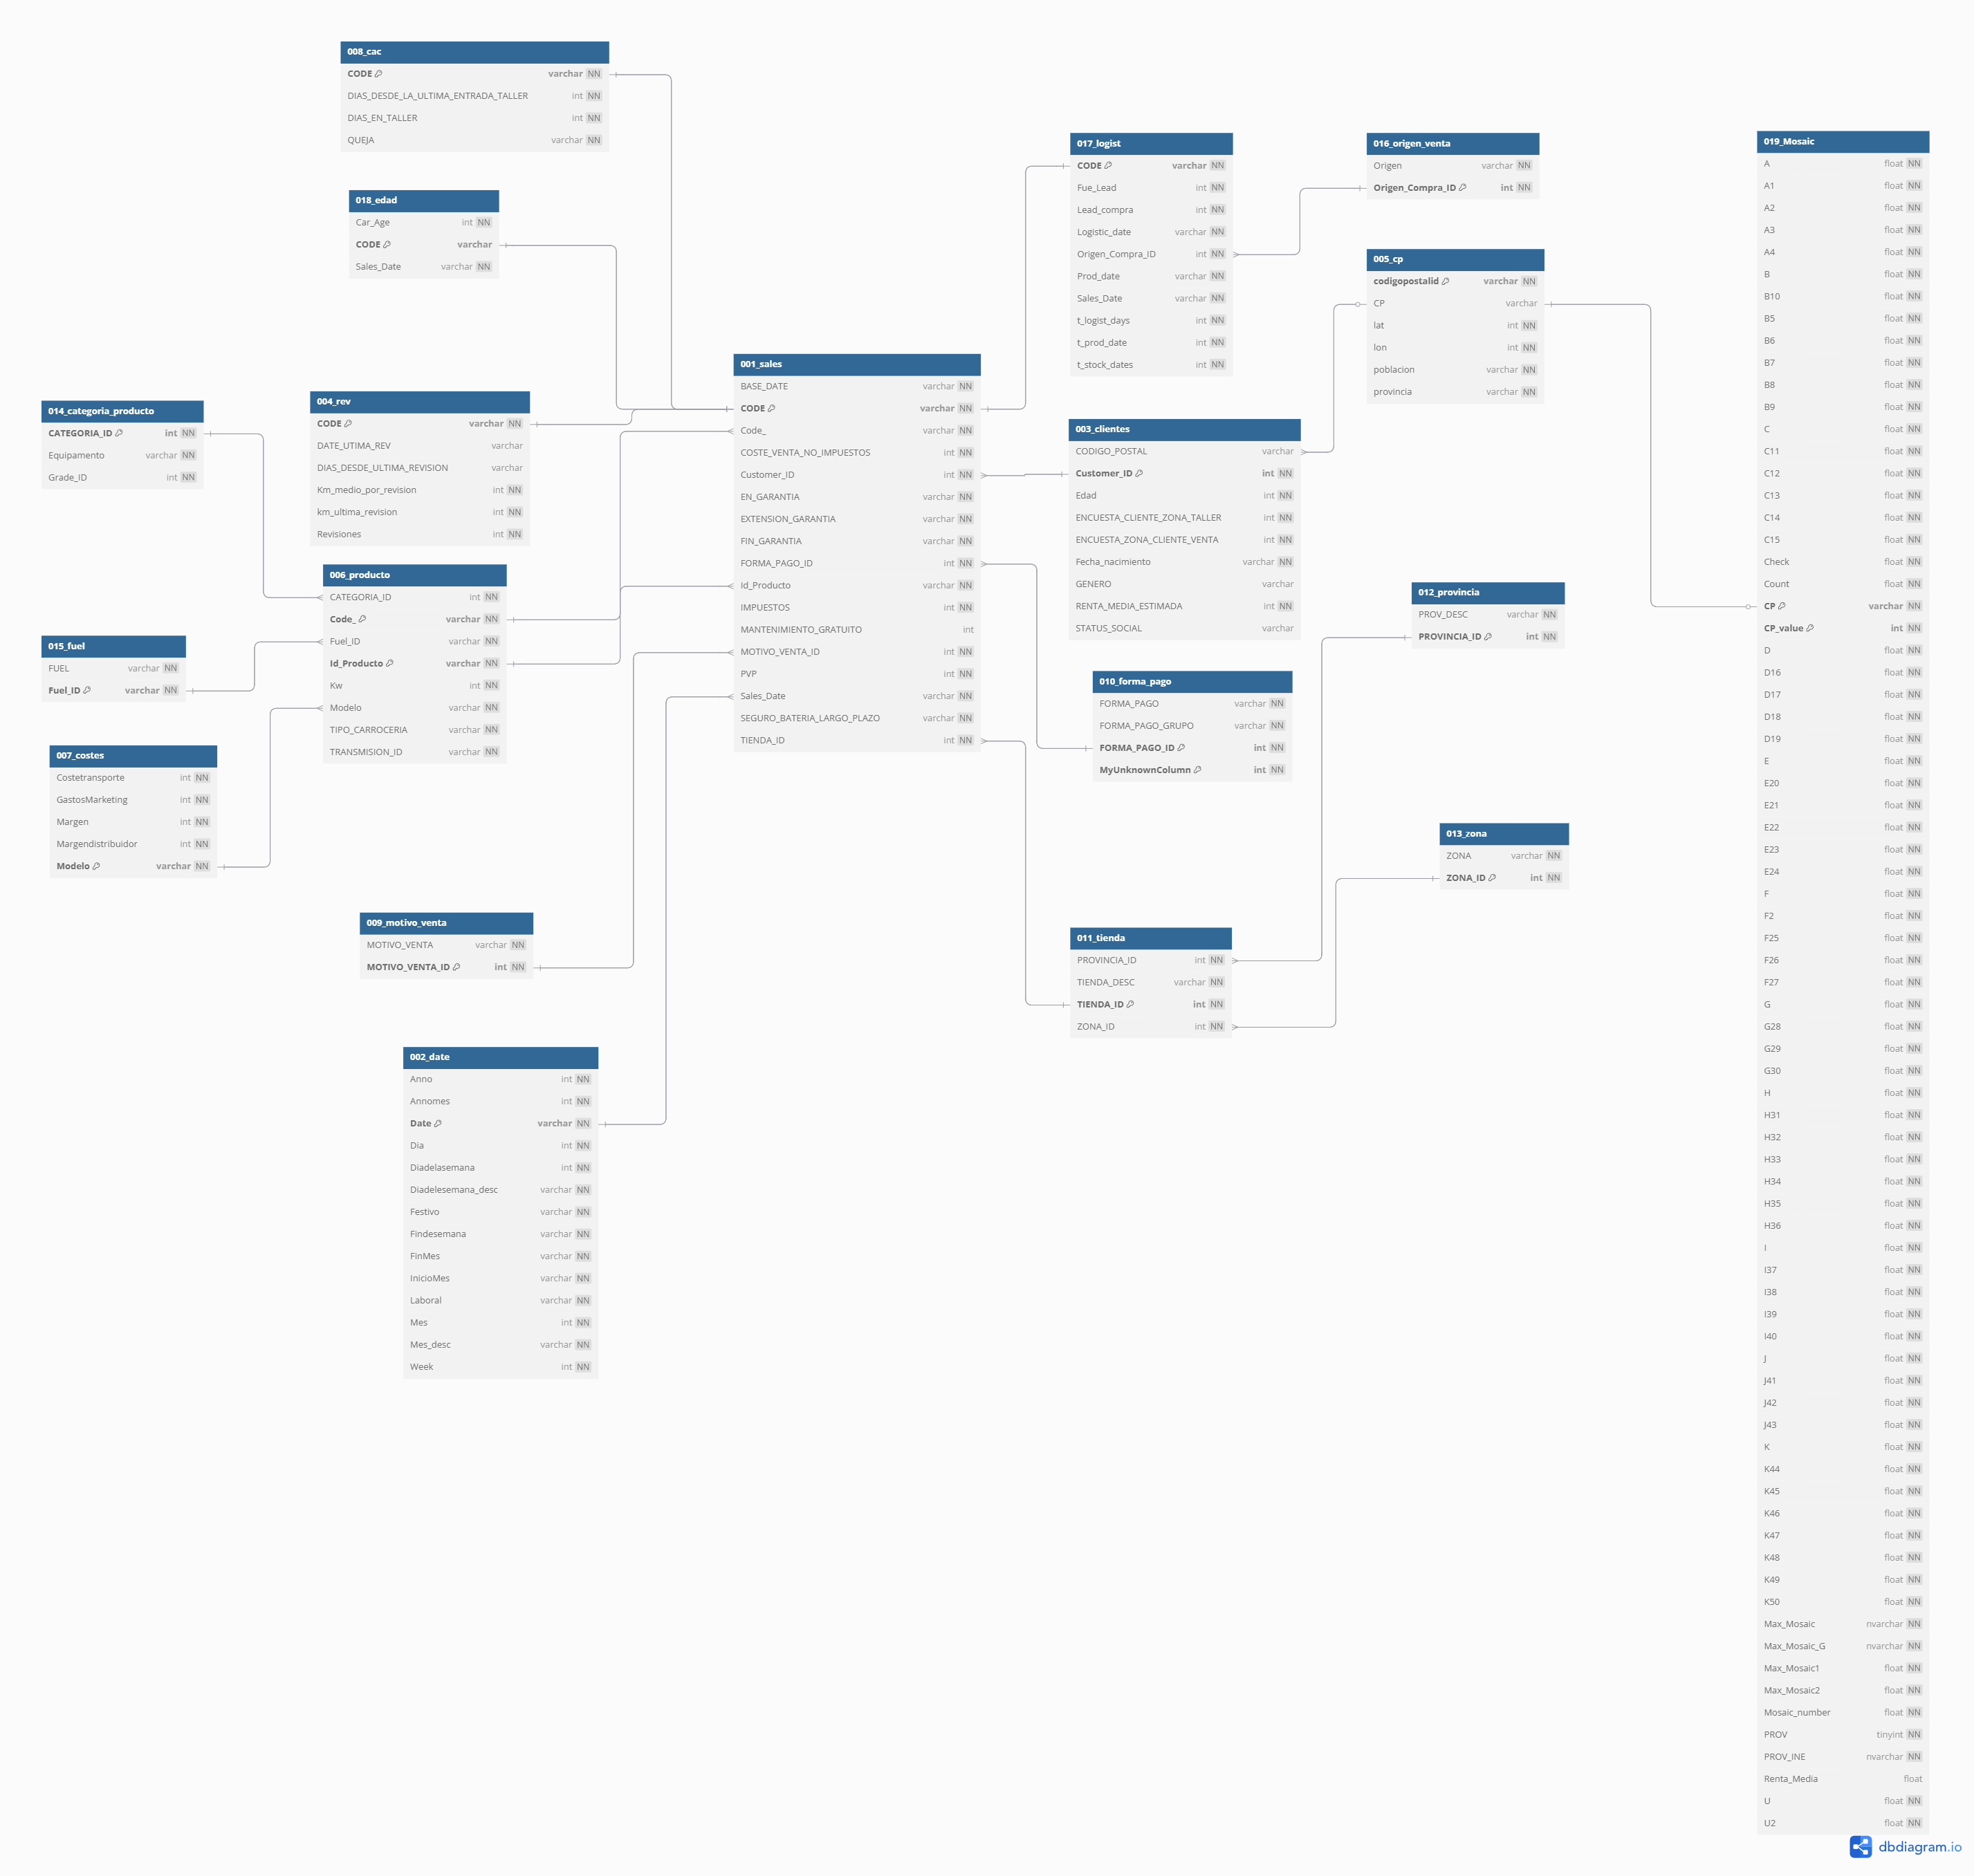 008_cac
CODE varchar NN
DIAS_DESDE_LA_ULTIMA_ENTRADA_TALLER int NN
DIAS_EN_TALLER int NN
QUEJA varchar NN
018_edad
Car_Age int NN
CODE varchar
Sales_Date varchar NN
014_categoria_producto
CATEGORIA_ID int NN
Equipamento varchar NN
Grade_ID int NN
004_rev
CODE varchar NN
DATE_UTIMA_REV varchar
DIAS_DESDE_ULTIMA_REVISION varchar
Km_medio_por_revision int NN
km_ultima_revision int NN
Revisiones int NN
006_producto
CATEGORIA_ID int NN
Code_ varchar NN
Fuel_ID varchar NN
Id_Producto varchar NN
Kw int NN
Modelo varchar NN
TIPO_CARROCERIA varchar NN
TRANSMISION_ID varchar NN
015_fuel
FUEL varchar NN
Fuel_ID varchar NN
007_costes
Costetransporte int NN
GastosMarketing int NN
Margen int NN
Margendistribuidor int NN
Modelo varchar NN
009_motivo_venta
MOTIVO_VENTA varchar NN
MOTIVO_VENTA_ID int NN
002_date
Anno int NN
Annomes int NN
Date varchar NN
Dia int NN
Diadelasemana int NN
Diadelesemana_desc varchar NN
Festivo varchar NN
Findesemana varchar NN
FinMes varchar NN
InicioMes varchar NN
Laboral varchar NN
Mes int NN
Mes_desc varchar NN
Week int NN
001_sales
BASE_DATE varchar NN
CODE varchar NN
Code_ varchar NN
COSTE_VENTA_NO_IMPUESTOS int NN
Customer_ID int NN
EN_GARANTIA varchar NN
EXTENSION_GARANTIA varchar NN
FIN_GARANTIA varchar NN
FORMA_PAGO_ID int NN
Id_Producto varchar NN
IMPUESTOS int NN
MANTENIMIENTO_GRATUITO int
MOTIVO_VENTA_ID int NN
PVP int NN
Sales_Date varchar NN
SEGURO_BATERIA_LARGO_PLAZO varchar NN
TIENDA_ID int NN
017_logist
CODE varchar NN
Fue_Lead int NN
Lead_compra int NN
Logistic_date varchar NN
Origen_Compra_ID int NN
Prod_date varchar NN
Sales_Date varchar NN
t_logist_days int NN
t_prod_date int NN
t_stock_dates int NN
016_origen_venta
Origen varchar NN
Origen_Compra_ID int NN
005_cp
codigopostalid varchar NN
CP varchar
lat int NN
lon int NN
poblacion varchar NN
provincia varchar NN
003_clientes
CODIGO_POSTAL varchar
Customer_ID int NN
Edad int NN
ENCUESTA_CLIENTE_ZONA_TALLER int NN
ENCUESTA_ZONA_CLIENTE_VENTA int NN
Fecha_nacimiento varchar NN
GENERO varchar
RENTA_MEDIA_ESTIMADA int NN
STATUS_SOCIAL varchar
012_provincia
PROV_DESC varchar NN
PROVINCIA_ID int NN
010_forma_pago
FORMA_PAGO varchar NN
FORMA_PAGO_GRUPO varchar NN
FORMA_PAGO_ID int NN
MyUnknownColumn int NN
013_zona
ZONA varchar NN
ZONA_ID int NN
011_tienda
PROVINCIA_ID int NN
TIENDA_DESC varchar NN
TIENDA_ID int NN
ZONA_ID int NN
019_Mosaic
A float NN
A1 float NN
A2 float NN
A3 float NN
A4 float NN
B float NN
B10 float NN
B5 float NN
B6 float NN
B7 float NN
B8 float NN
B9 float NN
C float NN
C11 float NN
C12 float NN
C13 float NN
C14 float NN
C15 float NN
Check float NN
Count float NN
CP varchar NN
CP_value int NN
D float NN
D16 float NN
D17 float NN
D18 float NN
D19 float NN
E float NN
E20 float NN
E21 float NN
E22 float NN
E23 float NN
E24 float NN
F float NN
F2 float NN
F25 float NN
F26 float NN
F27 float NN
G float NN
G28 float NN
G29 float NN
G30 float NN
H float NN
H31 float NN
H32 float NN
H33 float NN
H34 float NN
H35 float NN
H36 float NN
I float NN
I37 float NN
I38 float NN
I39 float NN
I40 float NN
J float NN
J41 float NN
J42 float NN
J43 float NN
K float NN
K44 float NN
K45 float NN
K46 float NN
K47 float NN
K48 float NN
K49 float NN
K50 float NN
Max_Mosaic nvarchar NN
Max_Mosaic_G nvarchar NN
Max_Mosaic1 float NN
Max_Mosaic2 float NN
Mosaic_number float NN
PROV tinyint NN
PROV_INE nvarchar NN
Renta_Media float
U float NN
U2 float NN
dbdiagram.io